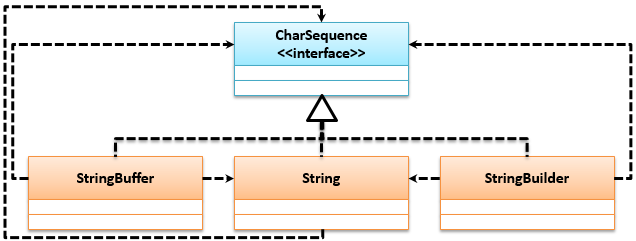 CharSequence
<<interface>>
StringBuffer
String
StringBuilder